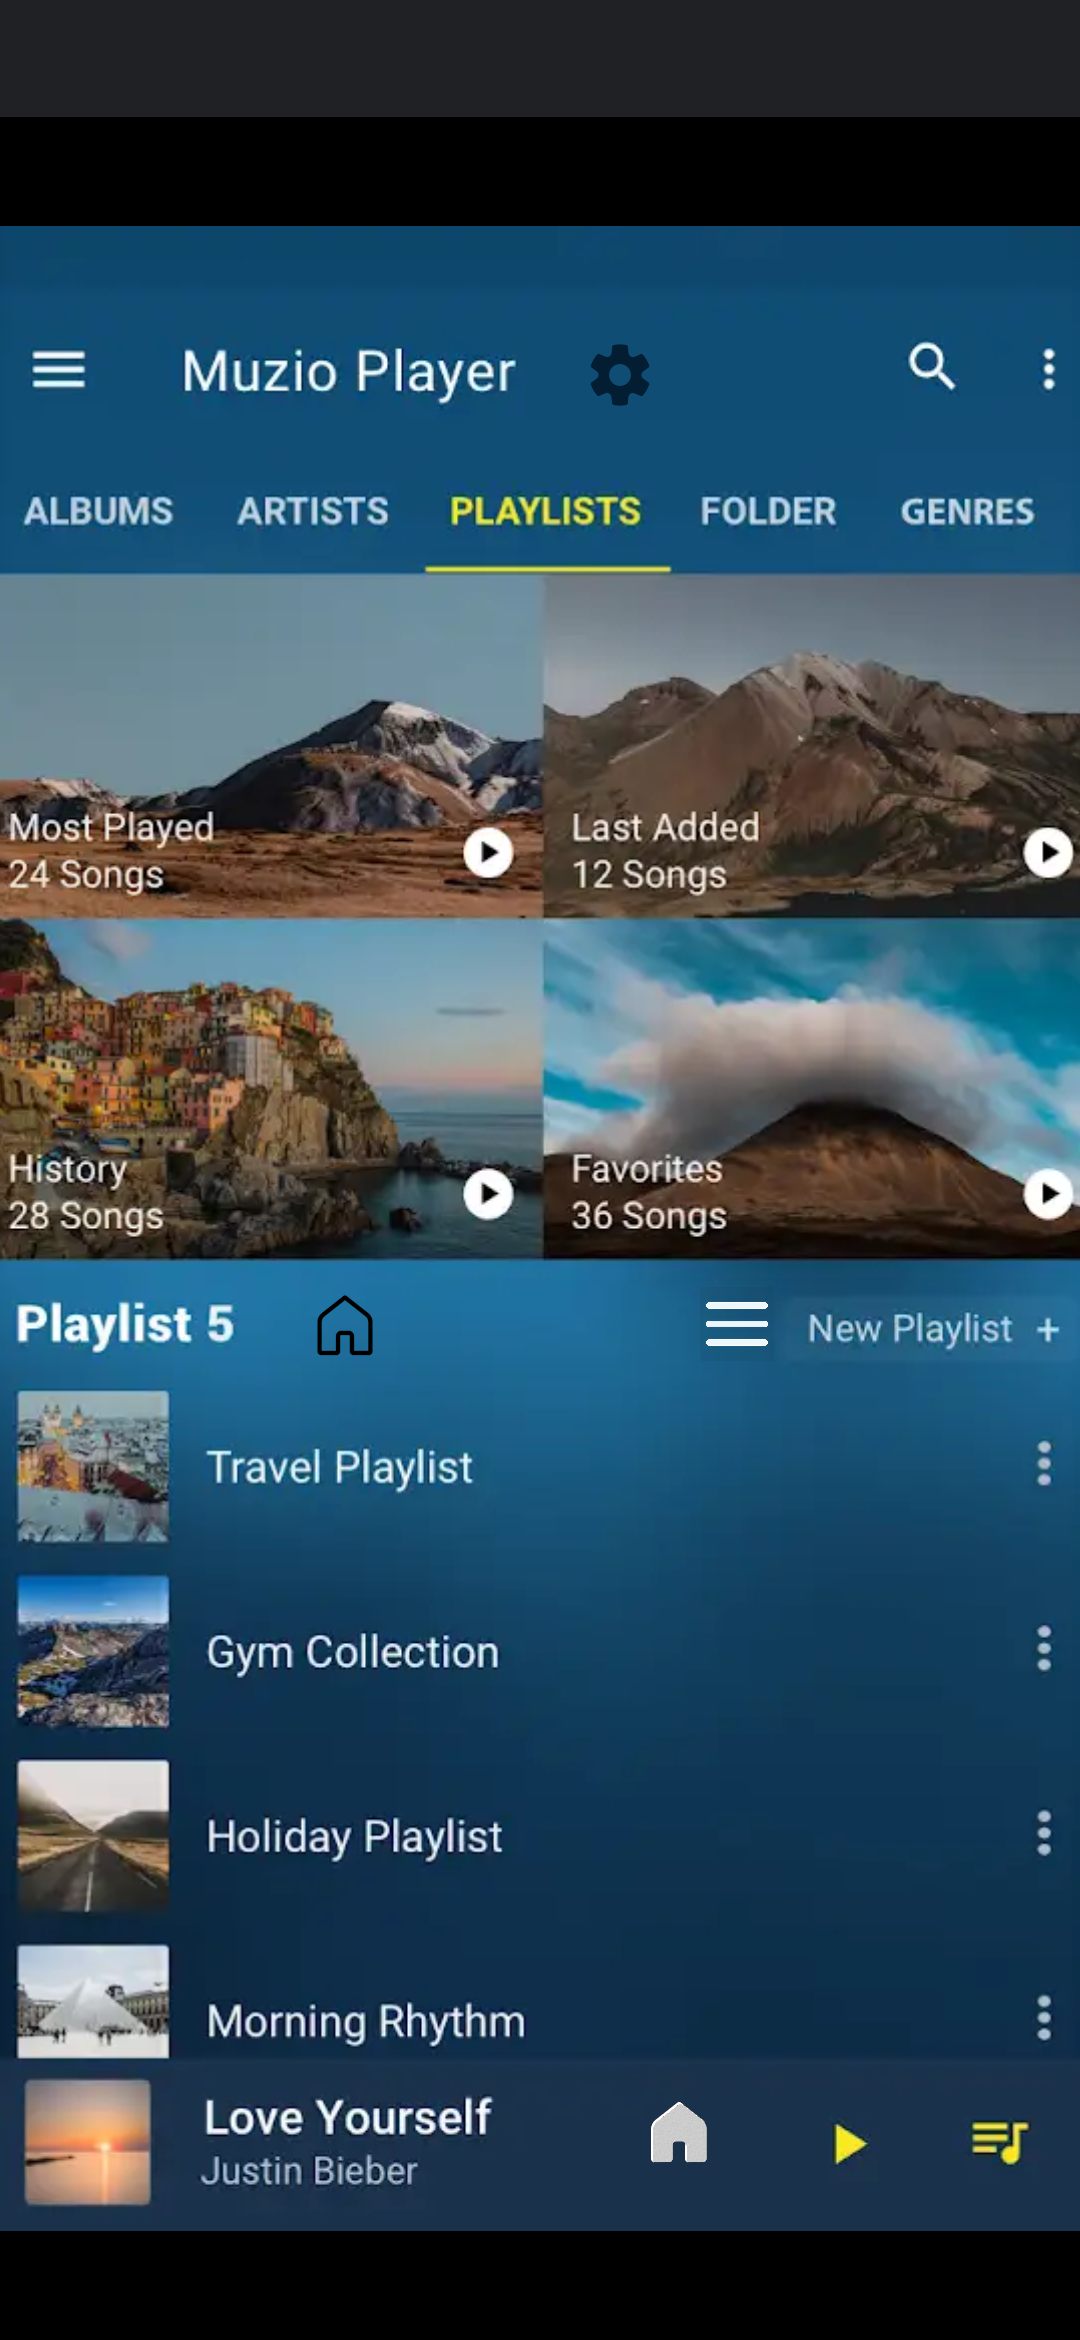 Muzio Player
ALBUMS ARTISTS PLAYLISTS FOLDER GENRES
Most Played
24 Songs
Last Added
12 Songs
History
28 Songs
Favorites
36 Songs
Playlist 5
New Playlist +
Travel Playlist
Gym Collection
Holiday Playlist
Morning Rhythm
Love Yourself
Justin Bieber